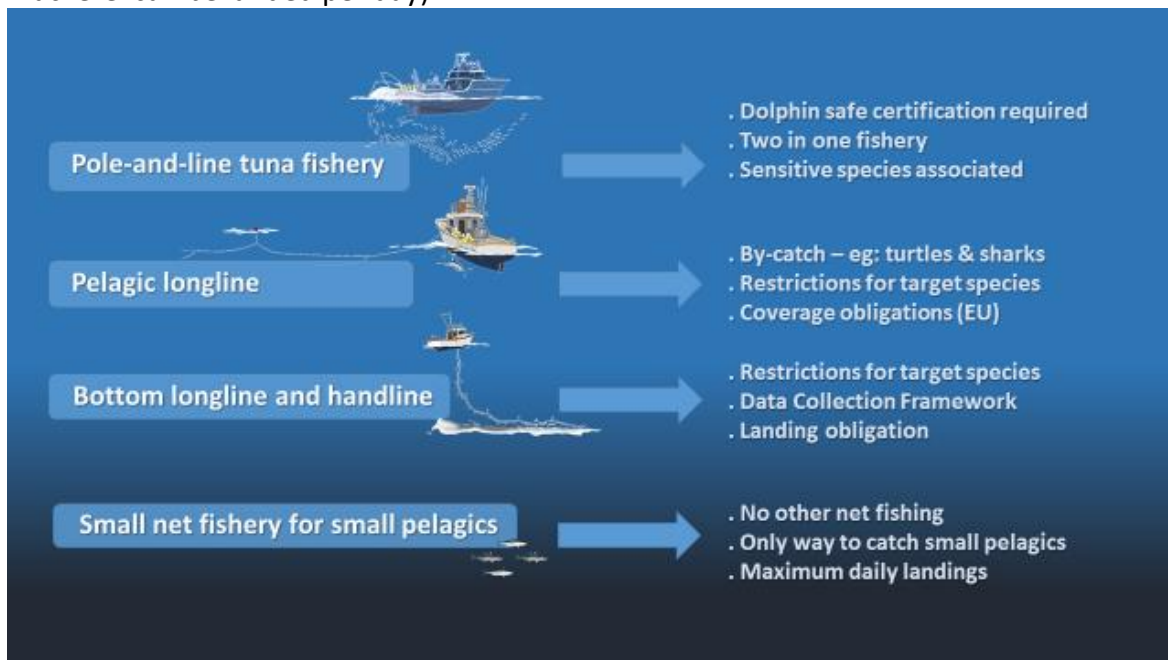 Pole-and-line tuna fishery
. Dolphin safe certification required
. Two in one fishery
. Sensitive species associated
Pelagic longline
. By-catch – eg: turtles & sharks
. Restrictions for target species
. Coverage obligations (EU)
Bottom longline and handline
. Restrictions for target species
. Data Collection Framework
. Landing obligation
Small net fishery for small pelagics
. No other net fishing
. Only way to catch small pelagics
. Maximum daily landings